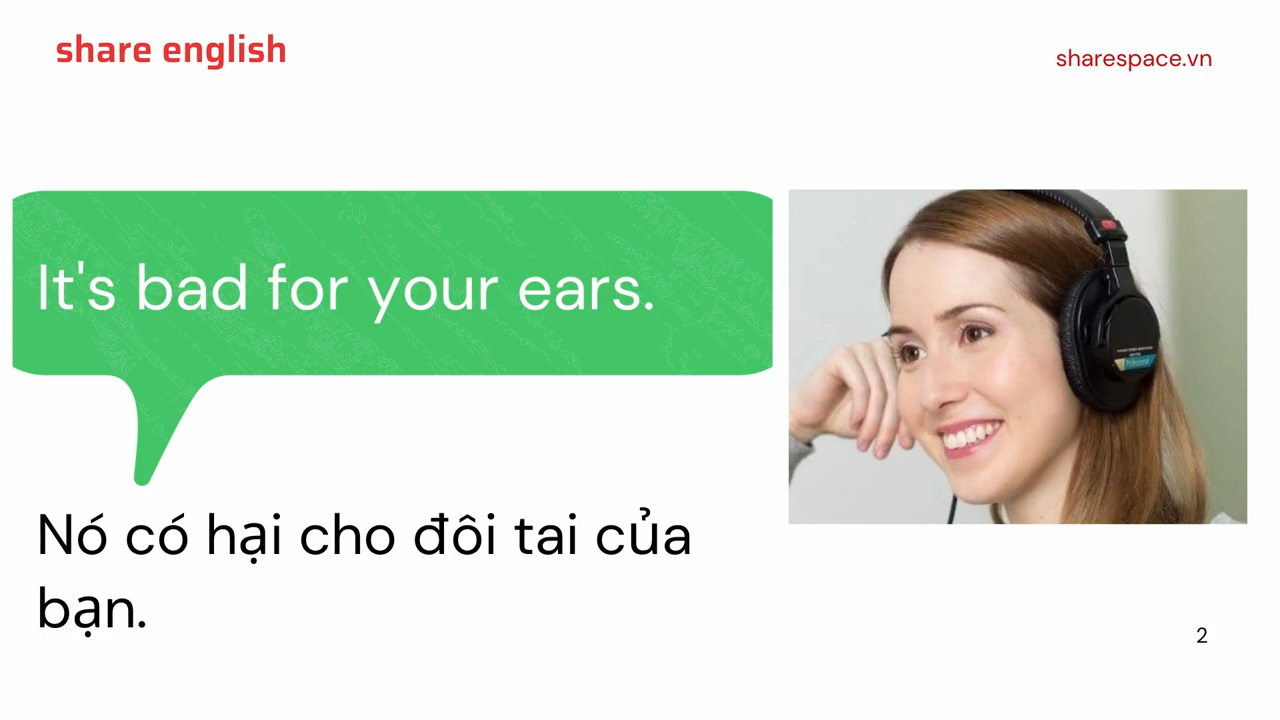 share english
sharespace.vn
It's bad for your ears.
Nó có hại cho đôi tai của
bạn.
2